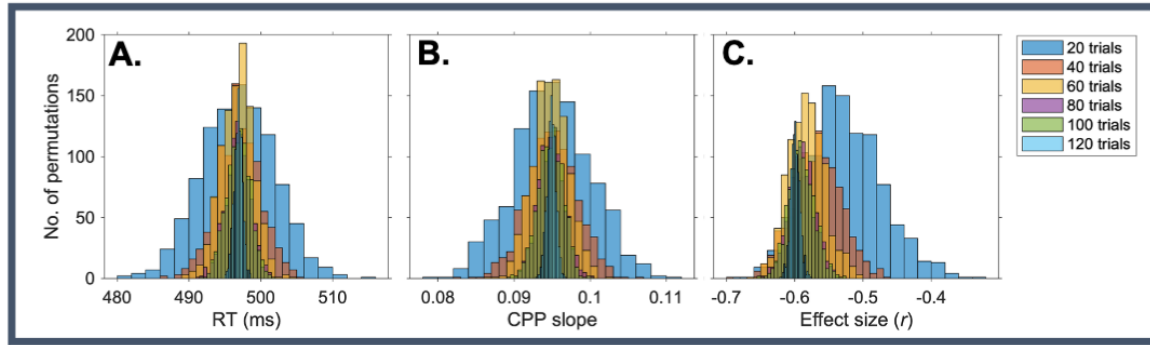 A. B. C.
200
150
100
50
0
No. of permutations
480 490 500 510
RT (ms)
0.08 0.09 0.1 0.11
CPP slope
-0.7 -0.6 -0.5 -0.4
Effect size (r)
20 trials
40 trials
60 trials
80 trials
100 trials
120 trials